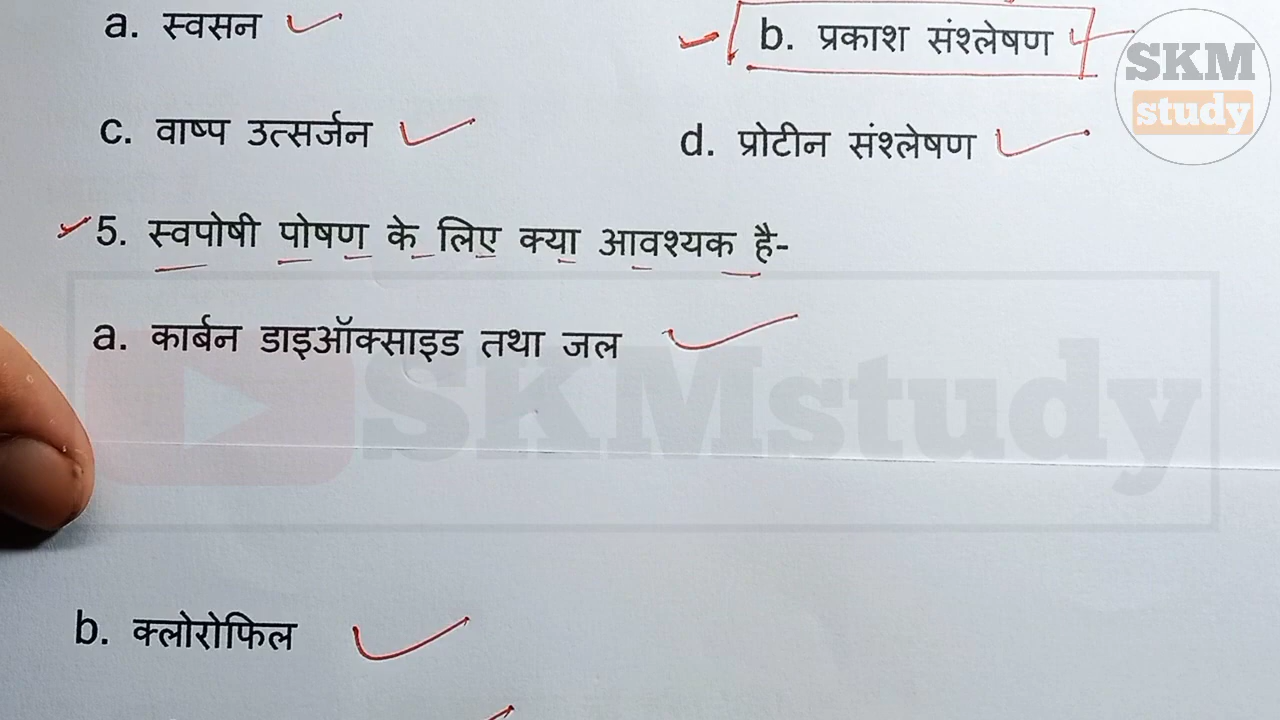 a. स्वसन
b. प्रकाश संश्लेषण
SKM
study
c. वाष्प उत्सर्जन
d. प्रोटीन संश्लेषण
5. स्वपोषी पोषण के लिए क्या आवश्यक है-
a. कार्बन डाइऑक्साइड तथा जल
SKMstudy
b. क्लोरोफिल